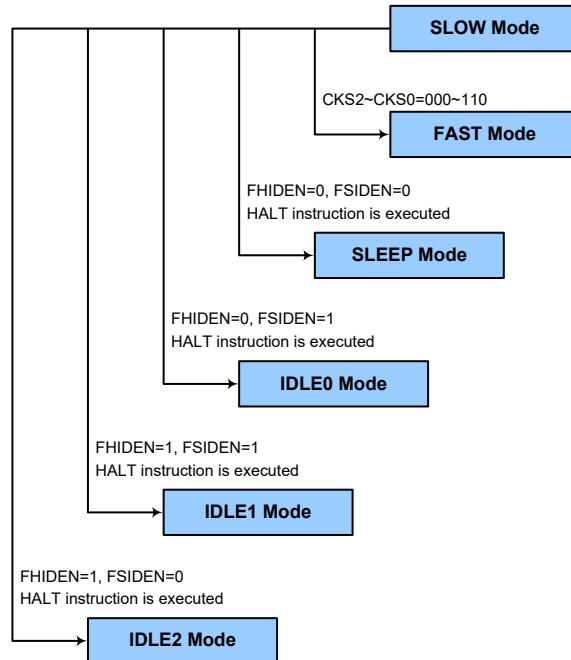 SLOW Mode
CKS2~CKS0=000~110
FAST Mode
FHIDEN=0, FSIDEN=0
HALT instruction is executed
SLEEP Mode
FHIDEN=0, FSIDEN=1
HALT instruction is executed
IDLE0 Mode
FHIDEN=1, FSIDEN=1
HALT instruction is executed
IDLE1 Mode
FHIDEN=1, FSIDEN=0
HALT instruction is executed
IDLE2 Mode